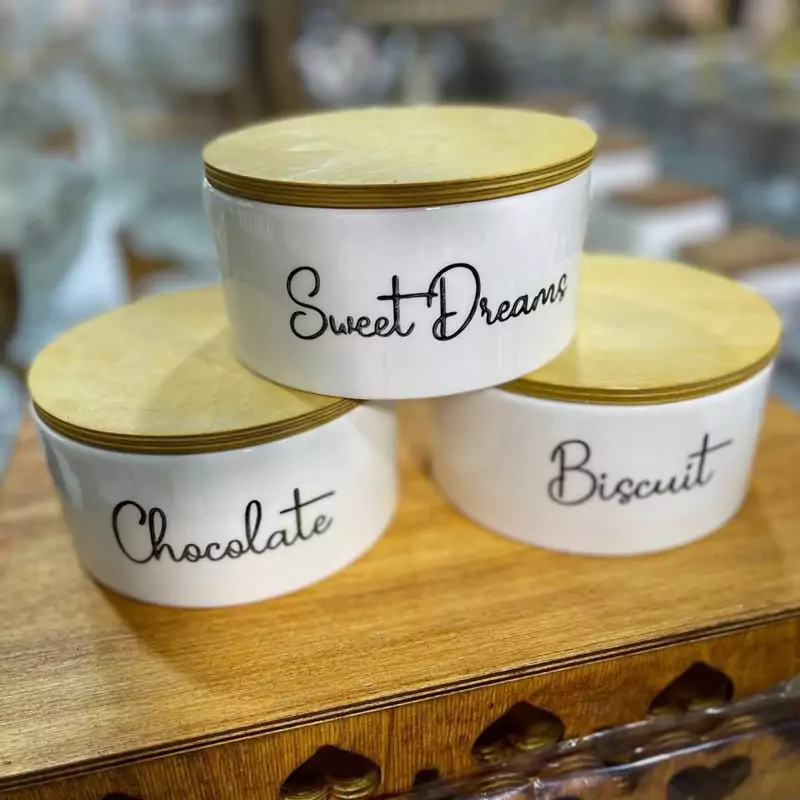 Sweet Dreams
Chocolate
Biscuit